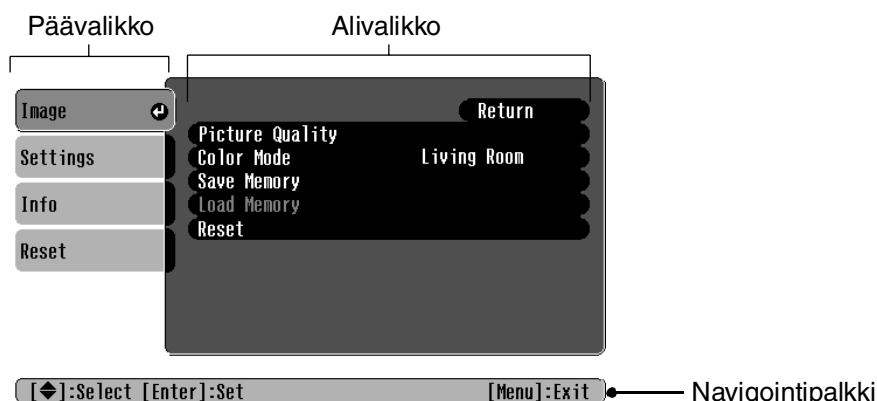 Päävalikko Alivalikko
Image Return
Picture Quality
Settings Color Mode Living Room
Save Memory
Info Load Memory
Reset
Reset
[◆]:Select [Enter]:Set [Menu]:Exit Navigointipalkki